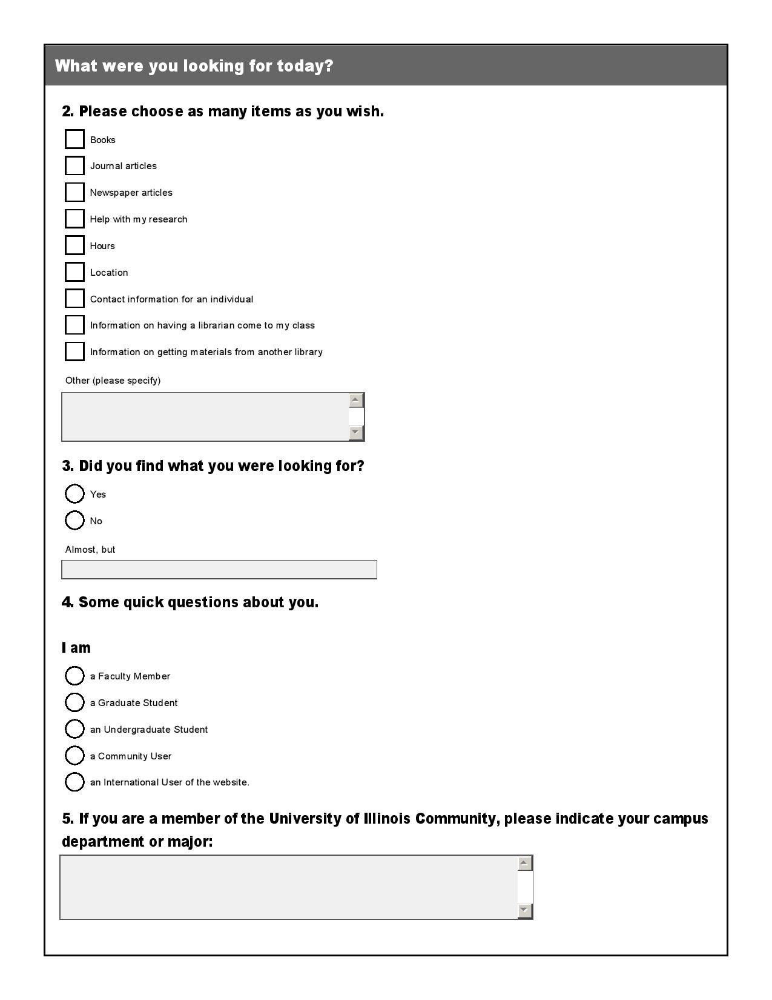 What were you looking for today?
2. Please choose as many items as you wish.
Books
Journal articles
Newspaper articles
Help with my research
Hours
Location
Contact information for an individual
Information on having a librarian come to my class
Information on getting materials from another library
Other (please specify)
3. Did you find what you were looking for?
Yes
No
Almost, but
4. Some quick questions about you.
I am
a Faculty Member
a Graduate Student
an Undergraduate Student
a Community User
an International User of the website.
5. If you are a member of the University of Illinois Community, please indicate your campus
department or major: